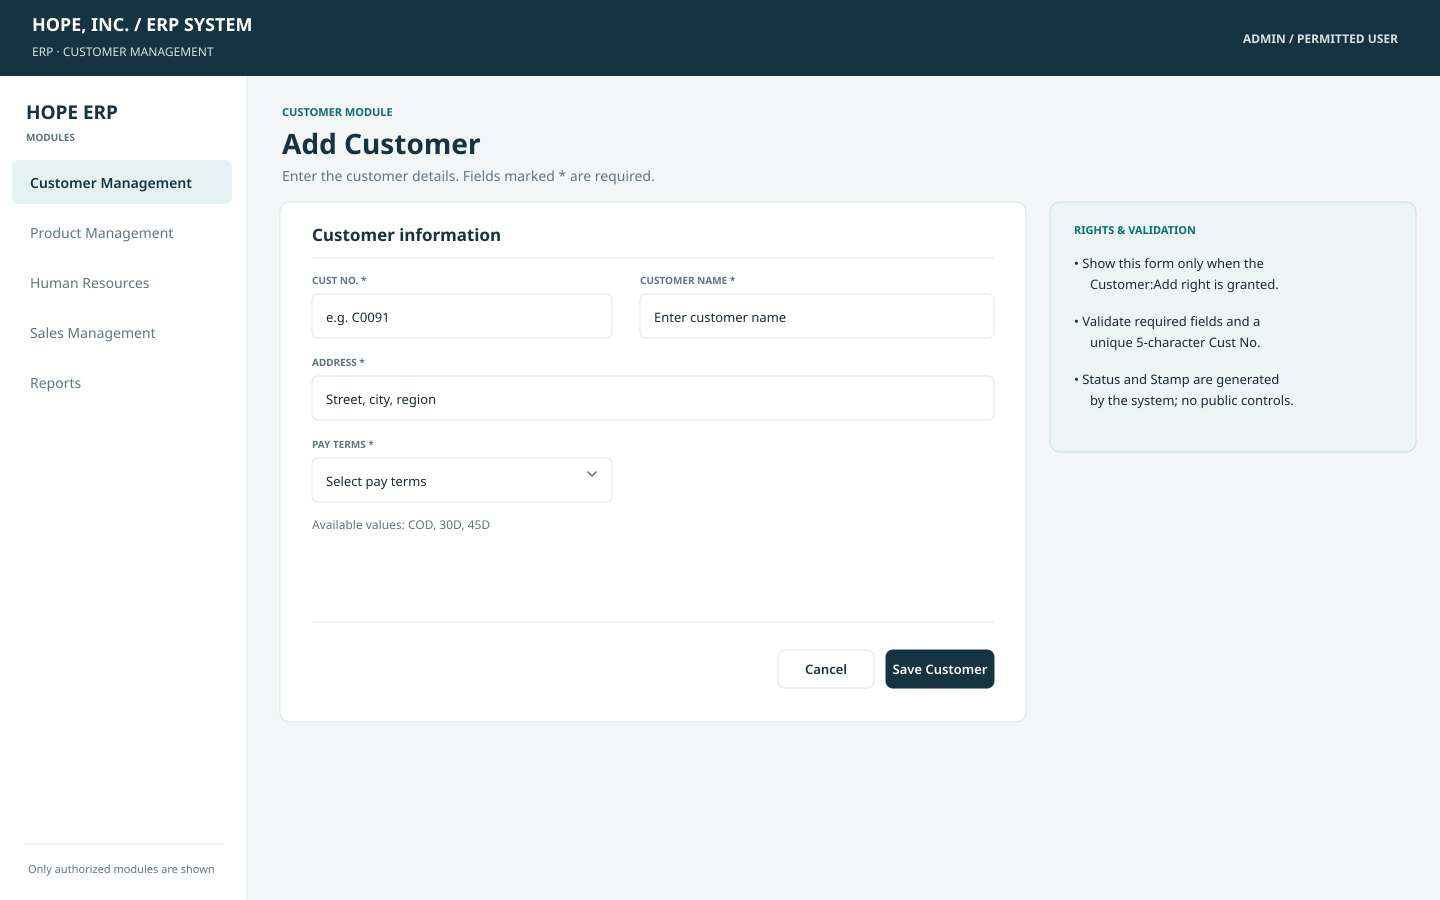 HOPE, INC. / ERP SYSTEM
ERP · CUSTOMER MANAGEMENT
ADMIN / PERMITTED USER
HOPE ERP
MODULES
Customer Management
Product Management
Human Resources
Sales Management
Reports
Only authorized modules are shown
CUSTOMER MODULE
Add Customer
Enter the customer details. Fields marked * are required.
Customer information
CUST NO. *
CUSTOMER NAME *
e.g. C0091
Enter customer name
ADDRESS *
Street, city, region
PAY TERMS *
Select pay terms
Available values: COD, 30D, 45D
Cancel
Save Customer
RIGHTS & VALIDATION
• Show this form only when the
Customer:Add right is granted.
• Validate required fields and a
unique 5-character Cust No.
• Status and Stamp are generated
by the system; no public controls.